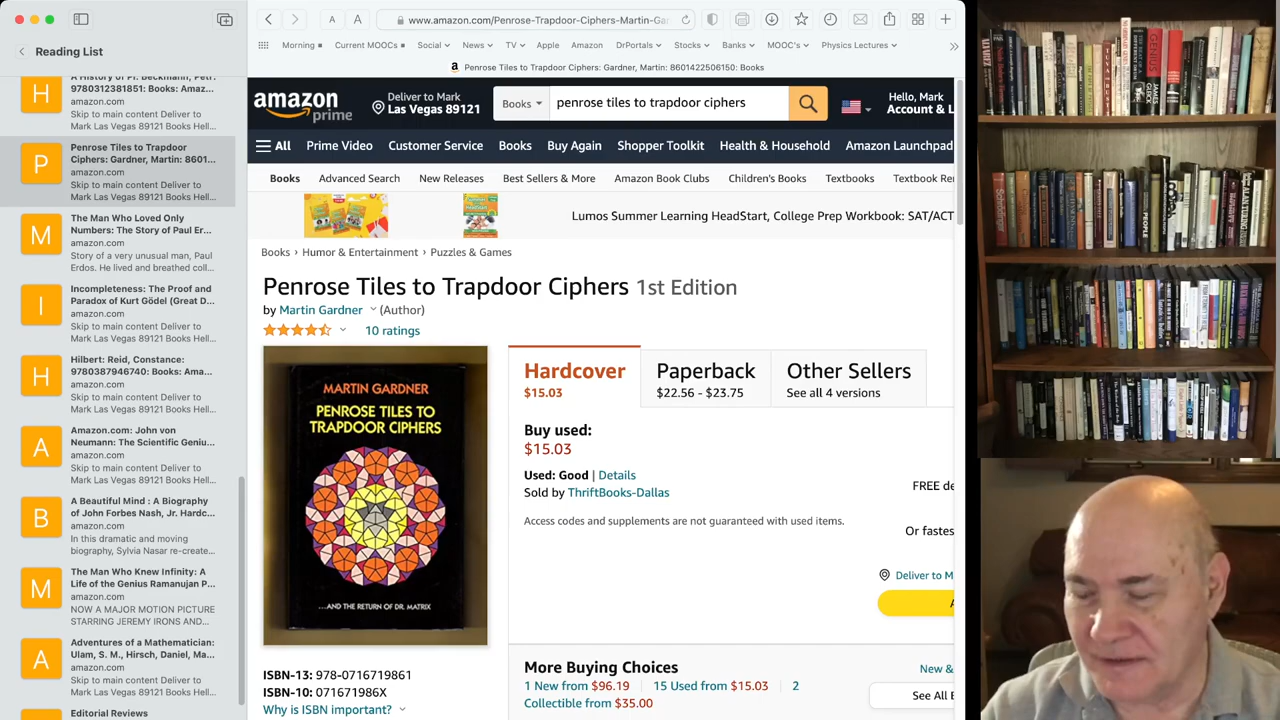 Reading List
A History of Pi: Beckmann, Petr:
9780312381851: Books: Amaz...
amazon.com
Skip to main content Deliver to
Mark Las Vegas 89121 Books Hell...
Penrose Tiles to Trapdoor
Ciphers: Gardner, Martin: 8601...
amazon.com
Skip to main content Deliver to
Mark Las Vegas 89121 Books Hell...
The Man Who Loved Only
Numbers: The Story of Paul Er...
amazon.com
Story of a very unusual man, Paul
Erdos. He lived and breathed coll...
Incompleteness: The Proof and
Paradox of Kurt Gödel (Great D...
amazon.com
Skip to main content Deliver to
Mark Las Vegas 89121 Books Hell...
Hilbert: Reid, Constance:
9780387946740: Books: Ama...
amazon.com
Skip to main content Deliver to
Mark Las Vegas 89121 Books Hell...
Amazon.com: John von
Neumann: The Scientific Geniu...
amazon.com
Skip to main content Deliver to
Mark Las Vegas 89121 Books Hell...
A Beautiful Mind : A Biography
of John Forbes Nash, Jr. Hardc...
amazon.com
In this dramatic and moving
biography, Sylvia Nasar re-create...
The Man Who Knew Infinity: A
Life of the Genius Ramanujan P...
amazon.com
NOW A MAJOR MOTION PICTURE
STARRING JEREMY IRONS AND...
Adventures of a Mathematician:
Ulam, S. M., Hirsch, Daniel, Ma...
amazon.com
Skip to main content Deliver to
Mark Las Vegas 89121 Books Hell...
Editorial Reviews
H
P
M
I
H
A
B
M
A
A A www.amazon.com/Penrose-Trapdoor-Ciphers-Martin-Gar
Morning Current MOOCs Social News TV Apple Amazon DrPortals Stocks Banks MOOC's Physics Lectures
Penrose Tiles to Trapdoor Ciphers: Gardner, Martin: 8601422506150: Books
amazon prime
Deliver to Mark
Las Vegas 89121
Books penrose tiles to trapdoor ciphers
Hello, Mark
Account & L
All Prime Video Customer Service Books Buy Again Shopper Toolkit Health & Household Amazon Launchpad
Books Advanced Search New Releases Best Sellers & More Amazon Book Clubs Children's Books Textbooks Textbook Re
Lumos Summer Learning HeadStart, College Prep Workbook: SAT/ACT
Books › Humor & Entertainment › Puzzles & Games
Penrose Tiles to Trapdoor Ciphers 1st Edition
by Martin Gardner (Author)
10 ratings
MARTIN GARDNER
PENROSE TILES TO
TRAPDOOR CIPHERS
...AND THE RETURN OF DR. MATRIX
ISBN-13: 978-0716719861
ISBN-10: 071671986X
Why is ISBN important?
Hardcover
$15.03
Paperback
$22.56 - $23.75
Other Sellers
See all 4 versions
Buy used:
$15.03
Used: Good | Details
Sold by ThriftBooks-Dallas
Access codes and supplements are not guaranteed with used items.
FREE de
Or fastes
Deliver to M
More Buying Choices
1 New from $96.19 15 Used from $15.03 2
Collectible from $35.00
New &
See All B
GENIUS
JAMES GLEICK
PEOPLE
ALAN TURING